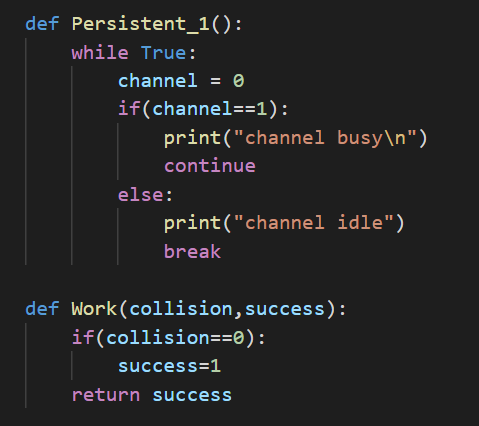 def Persistent_1():
    while True:
        channel = 0
        if(channel==1):
            print("channel busy\n")
            continue
        else:
            print("channel idle")
            break

def Work(collision,success):
    if(collision==0):
        success=1
    return success